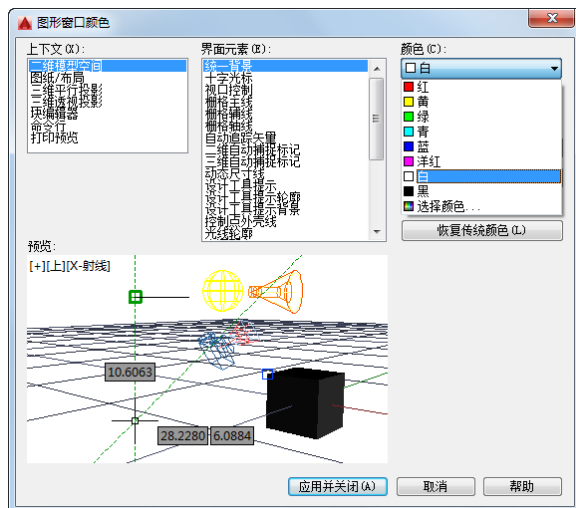 图形窗口颜色
上下文(X):
二维模型空间
图纸/布局
三维平行投影
三维透视投影
块编辑器
命令行
打印预览
界面元素(E):
统一背景
十字光标
视口控制
栅格主线
栅格辅线
栅格轴线
自动追踪矢量
二维自动捕捉标记
三维自动捕捉标记
动态尺寸线
设计工具提示
设计工具提示轮廓
设计工具提示背景
控制点外壳线
光线轮廓
颜色(C):
白
红
黄
绿
青
蓝
洋红
白
黑
选择颜色...
恢复传统颜色(L)
预览:
[+][上][X-射线]
10.6063
28.2280 6.0884
应用并关闭(A) 取消 帮助